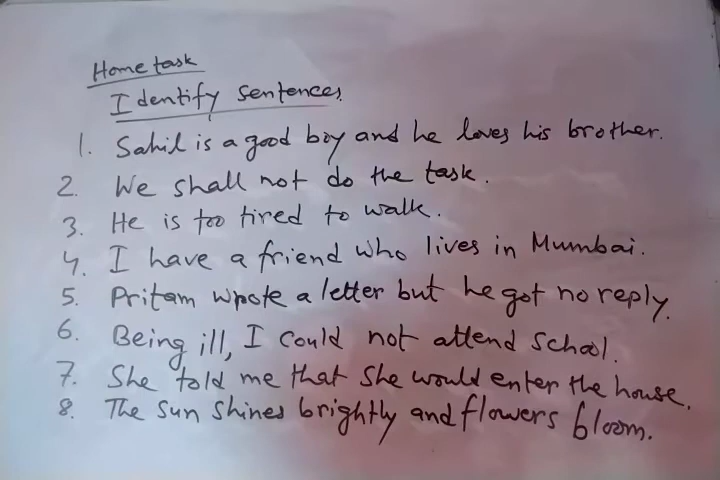 Home task
Identify sentences.
1. Sahil is a good boy and he loves his brother.
2. We shall not do the task.
3. He is too tired to walk.
4. I have a friend who lives in Mumbai.
5. Pritam wrote a letter but he got no reply.
6. Being ill, I could not attend school.
7. She told me that she would enter the house.
8. The sun shines brightly and flowers bloom.